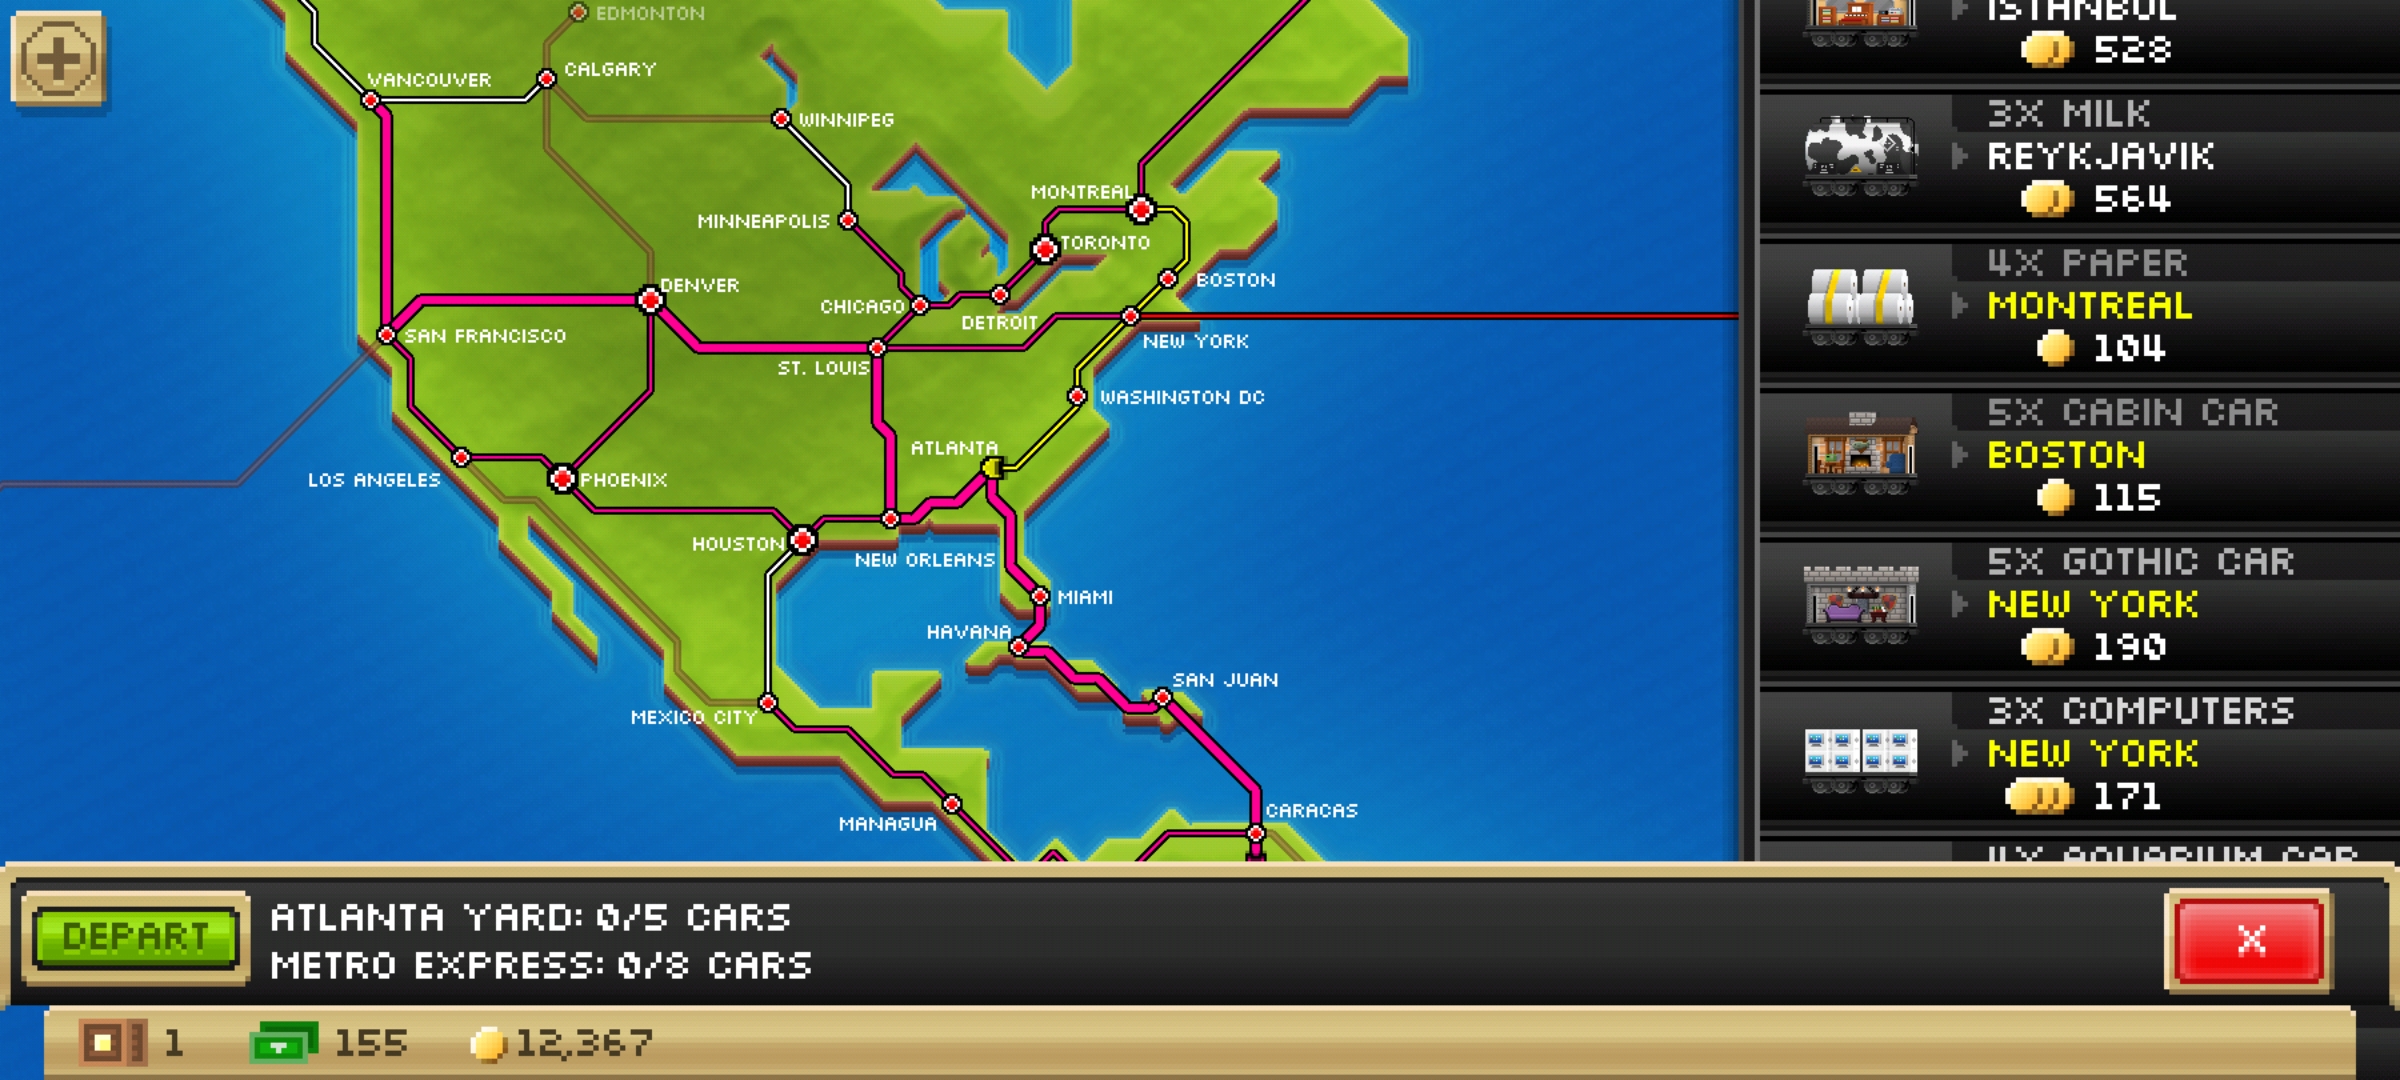 EDMONTON
CALGARY
VANCOUVER
WINNIPEG
MONTREAL
MINNEAPOLIS
TORONTO
BOSTON
DENVER
CHICAGO
DETROIT
SAN FRANCISCO
NEW YORK
ST. LOUIS
WASHINGTON DC
ATLANTA
LOS ANGELES
PHOENIX
HOUSTON
NEW ORLEANS
MIAMI
HAVANA
SAN JUAN
MEXICO CITY
CARACAS
MANAGUA
ISTANBUL
528
3X MILK
REYKJAVIK
564
4X PAPER
MONTREAL
104
5X CABIN CAR
BOSTON
115
5X GOTHIC CAR
NEW YORK
190
3X COMPUTERS
NEW YORK
171
4X AQUARIUM CAR
DEPART
ATLANTA YARD: 0/5 CARS
METRO EXPRESS: 0/8 CARS
X
1
155
12,367